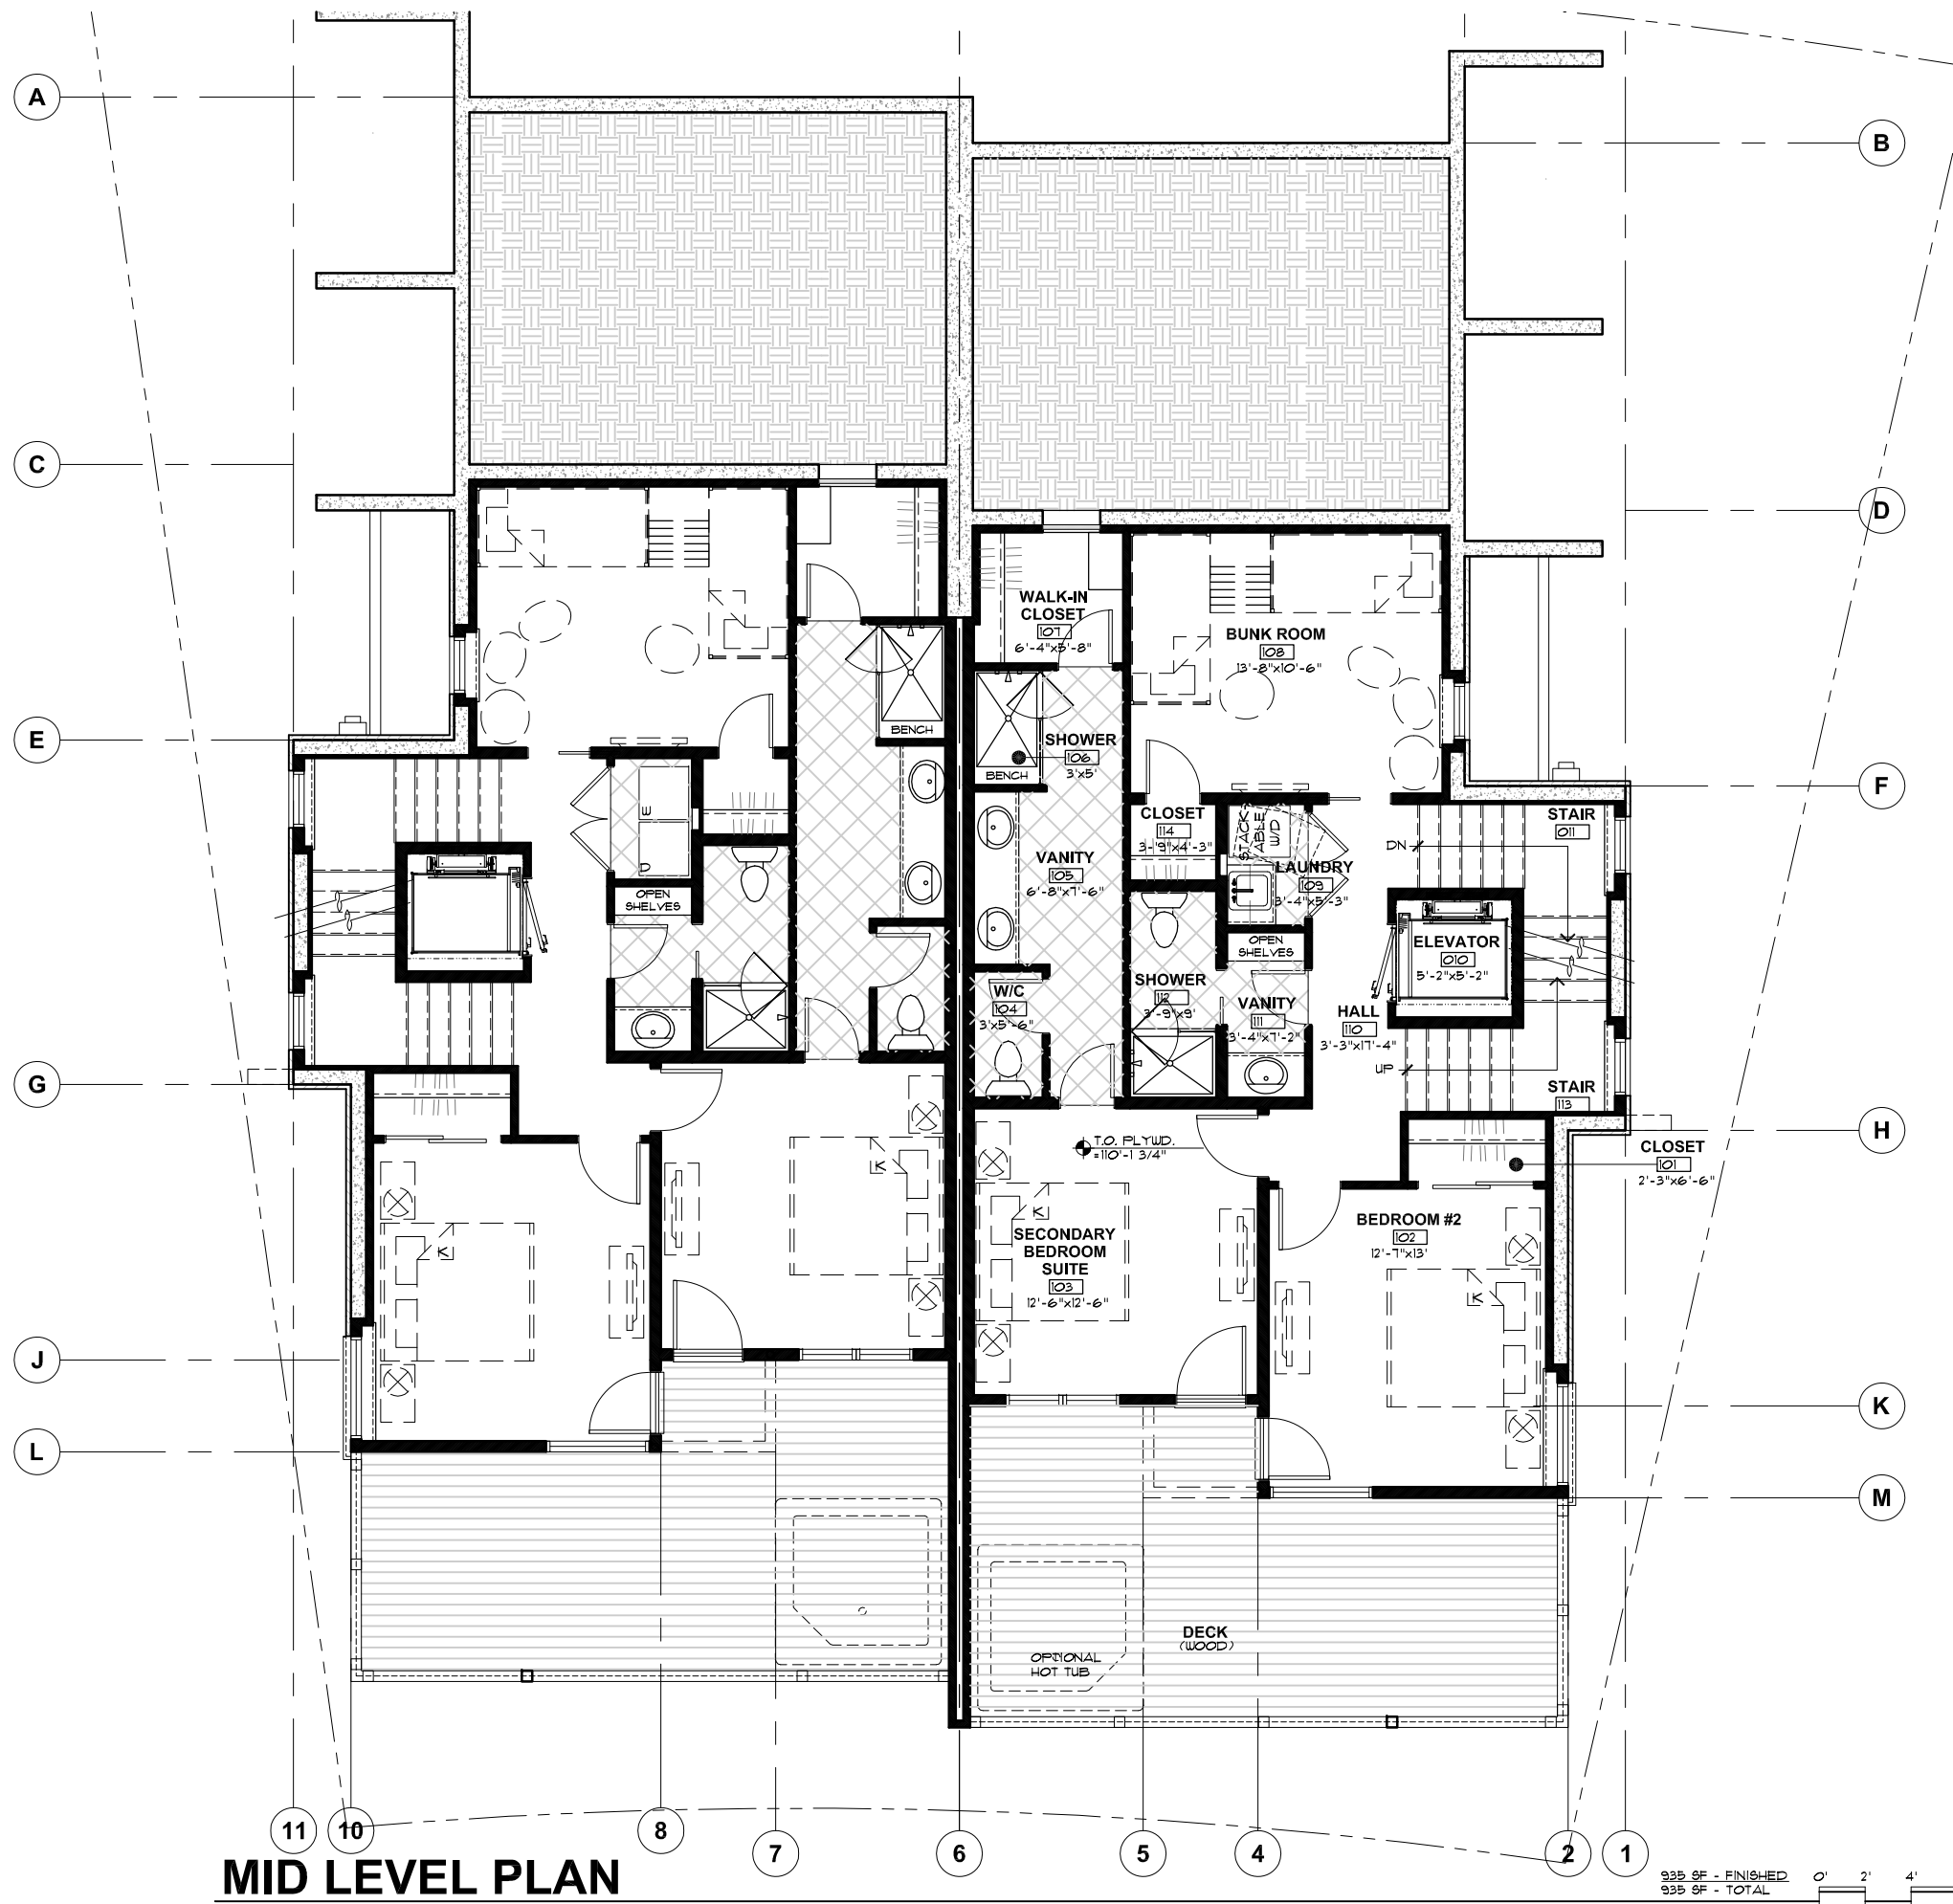 A
B
C
D
WALK-IN
CLOSET
107
6'-4"x5'-8"
BUNK ROOM
108
13'-8"x10'-6"
E
BENCH
SHOWER
106
3'x5'
BENCH
F
W
D
CLOSET
114
3'-9"x4'-3"
STACK-
ABLE
W/D
STAIR
011
DN
VANITY
105
6'-8"x7'-6"
LAUNDRY
109
3'-4"x5'-3"
OPEN
SHELVES
OPEN
SHELVES
ELEVATOR
010
5'-2"x5'-2"
W/C
104
3'x5'-6"
SHOWER
112
3'-9"x9'
VANITY
111
3'-4"x7'-2"
HALL
110
3'-3"x17'-4"
UP
STAIR
113
G
H
T.O. PLYWD.
=110'-1 3/4"
CLOSET
101
2'-3"x6'-6"
K
K
K
K
SECONDARY
BEDROOM
SUITE
103
12'-6"x12'-6"
BEDROOM #2
102
12'-7"x13'
J
K
L
M
OPTIONAL
HOT TUB
DECK
(WOOD)
11
10
8
7
6
5
4
2
1
MID LEVEL PLAN
935 SF - FINISHED
935 SF - TOTAL
0'
2'
4'